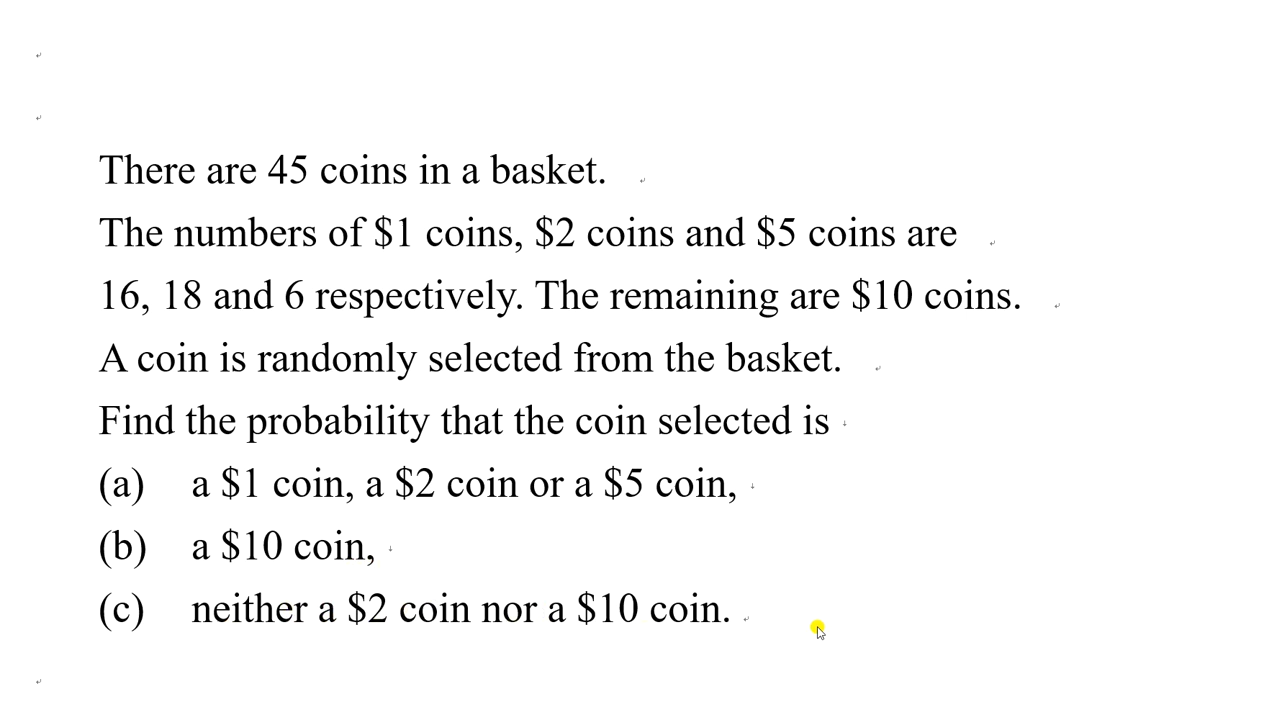 There are 45 coins in a basket.
The numbers of $1 coins, $2 coins and $5 coins are
16, 18 and 6 respectively. The remaining are $10 coins.
A coin is randomly selected from the basket.
Find the probability that the coin selected is
(a) a $1 coin, a $2 coin or a $5 coin,
(b) a $10 coin,
(c) neither a $2 coin nor a $10 coin.